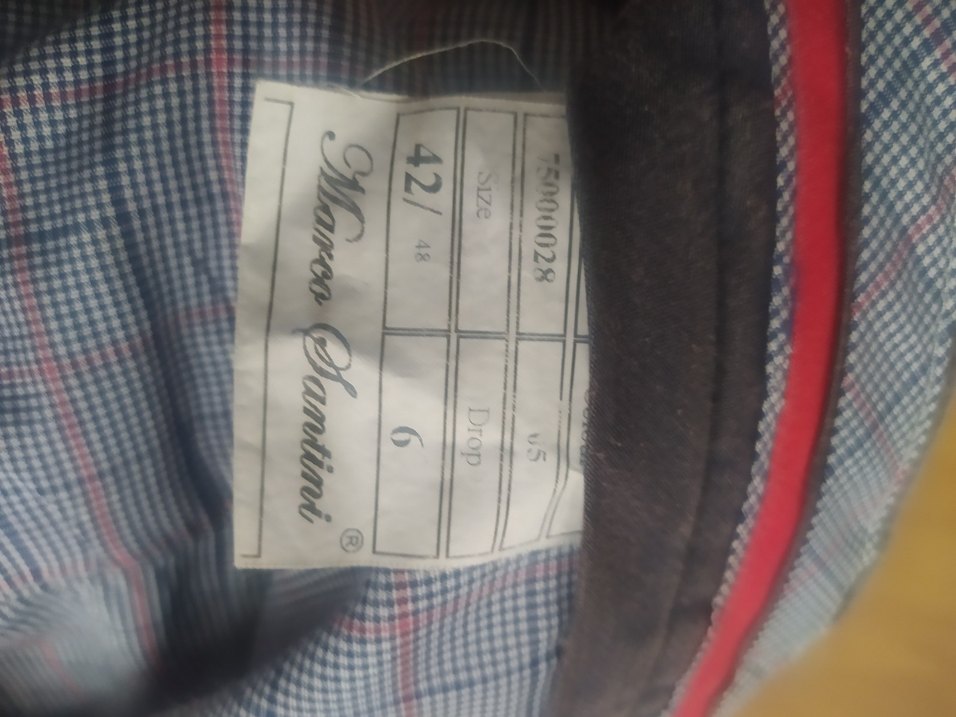 75000028
Size Drop
42/ 48 6
Marco Santini ®